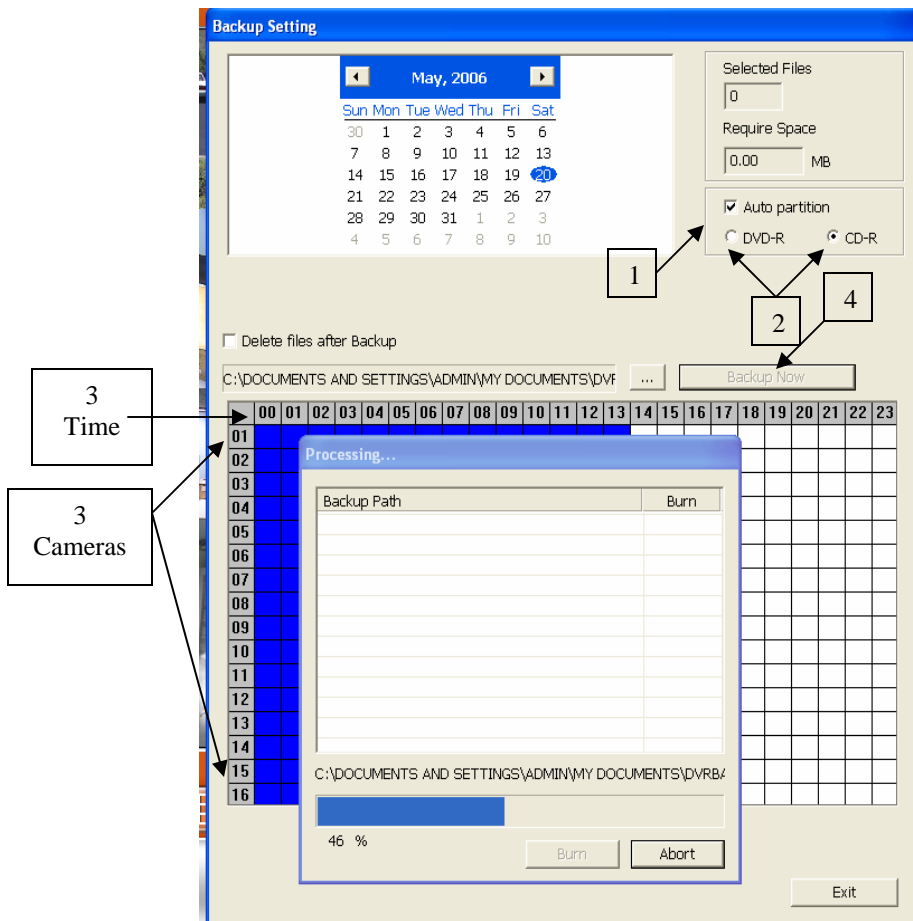 Backup Setting
May, 2006
Sun Mon Tue Wed Thu Fri Sat
30 1 2 3 4 5 6
7 8 9 10 11 12 13
14 15 16 17 18 19 20
21 22 23 24 25 26 27
28 29 30 31 1 2 3
4 5 6 7 8 9 10
Selected Files
0
Require Space
0.00 MB
Auto partition
DVD-R CD-R
1
2
4
Delete files after Backup
C:\DOCUMENTS AND SETTINGS\ADMIN\MY DOCUMENTS\DVF ... Backup Now
3
Time
00 01 02 03 04 05 06 07 08 09 10 11 12 13 14 15 16 17 18 19 20 21 22 23
3
Cameras
01
02
03
04
05
06
07
08
09
10
11
12
13
14
15
16
Processing...
Backup Path Burn
C:\DOCUMENTS AND SETTINGS\ADMIN\MY DOCUMENTS\DVRBA
46 %
Burn Abort
Exit